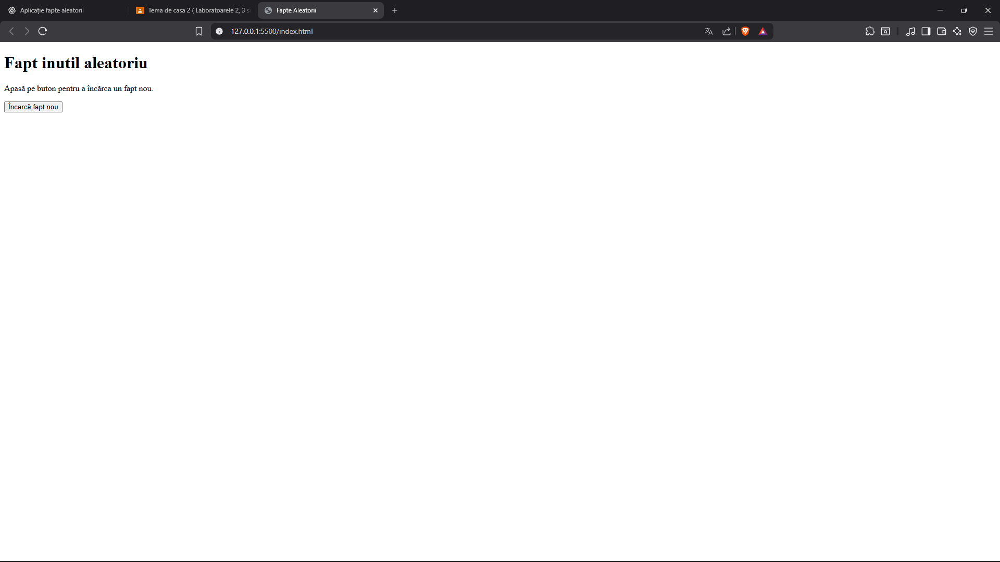 Aplicație fapte aleatorii
Tema de casa 2 ( Laboratoarele 2, 3 si
Fapte Aleatorii
127.0.0.1:5500/index.html
Fapt inutil aleatoriu
Apasă pe buton pentru a încărca un fapt nou.
Încarcă fapt nou